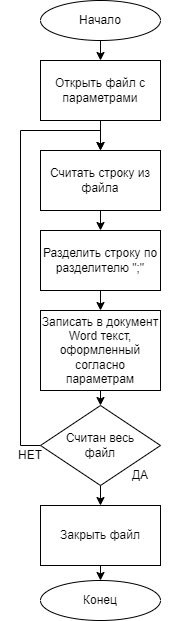 Начало
Открыть файл с
параметрами
Считать строку из
файла
Разделить строку по
разделителю ";"
Записать в документ
Word текст,
оформленный
согласно
параметрам
Считан весь
файл
НЕТ
ДА
Закрыть файл
Конец